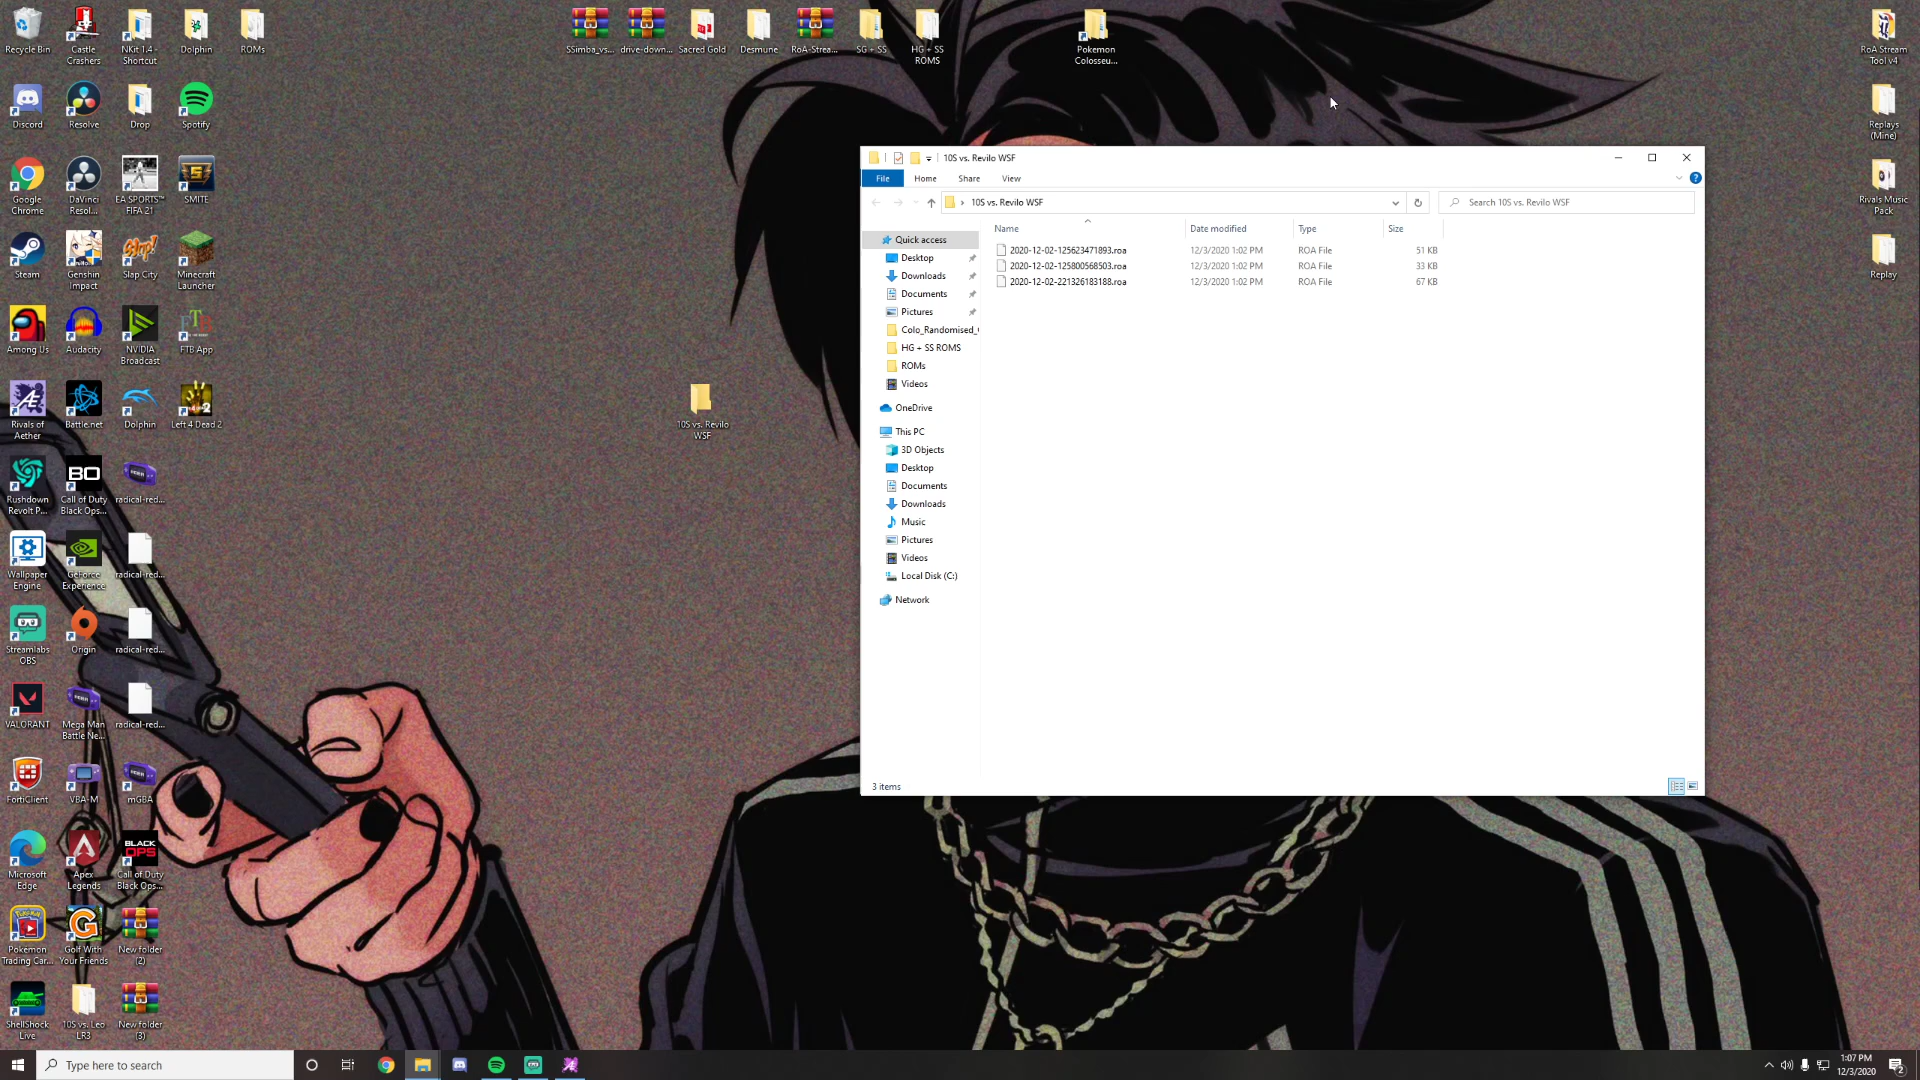 Recycle Bin
Castle
Crashers
NKit 1.4 -
Shortcut
Dolphin
ROMs
SSimba_vs...
drive-down...
Sacred Gold
Desmune
RoA-Strea...
SG + SS
HG + SS
ROMS
Pokemon
Colosseu...
RoA Stream
Tool v4
Discord
Resolve
Drop
Spotify
Replays
(Mine)
Google
Chrome
DaVinci
Resol...
EA SPORTS™
FIFA 21
SMITE
Rivals Music
Pack
Steam
Genshin
Impact
Slap City
Minecraft
Launcher
Replay
Among Us
Audacity
NVIDIA
Broadcast
FTB App
Rivals of
Aether
Battle.net
Dolphin
Left 4 Dead 2
10S vs. Revilo
WSF
Rushdown
Revolt P...
Call of Duty
Black Ops...
radical-red...
Wallpaper
Engine
GeForce
Experience
radical-red...
Streamlabs
OBS
Origin
radical-red...
VALORANT
Mega Man
Battle Ne...
radical-red...
FortiClient
VBA-M
mGBA
Microsoft
Edge
Apex
Legends
BLACK
OPS
Call of Duty
Black Ops...
Pokémon
Trading Car...
Golf With
Your Friends
New folder
(2)
ShellShock
Live
10S vs. Leo
LR3
New folder
(3)
10S vs. Revilo WSF
File
Home
Share
View
10S vs. Revilo WSF
Search 10S vs. Revilo WSF
Name
Date modified
Type
Size
2020-12-02-125623471893.roa 12/3/2020 1:02 PM ROA File 51 KB
2020-12-02-125800568503.roa 12/3/2020 1:02 PM ROA File 33 KB
2020-12-02-221326183188.roa 12/3/2020 1:02 PM ROA File 67 KB
Quick access
Desktop
Downloads
Documents
Pictures
Colo_Randomised_
HG + SS ROMS
ROMs
Videos
OneDrive
This PC
3D Objects
Desktop
Documents
Downloads
Music
Pictures
Videos
Local Disk (C:)
Network
3 items
Type here to search
1:07 PM
12/3/2020
2